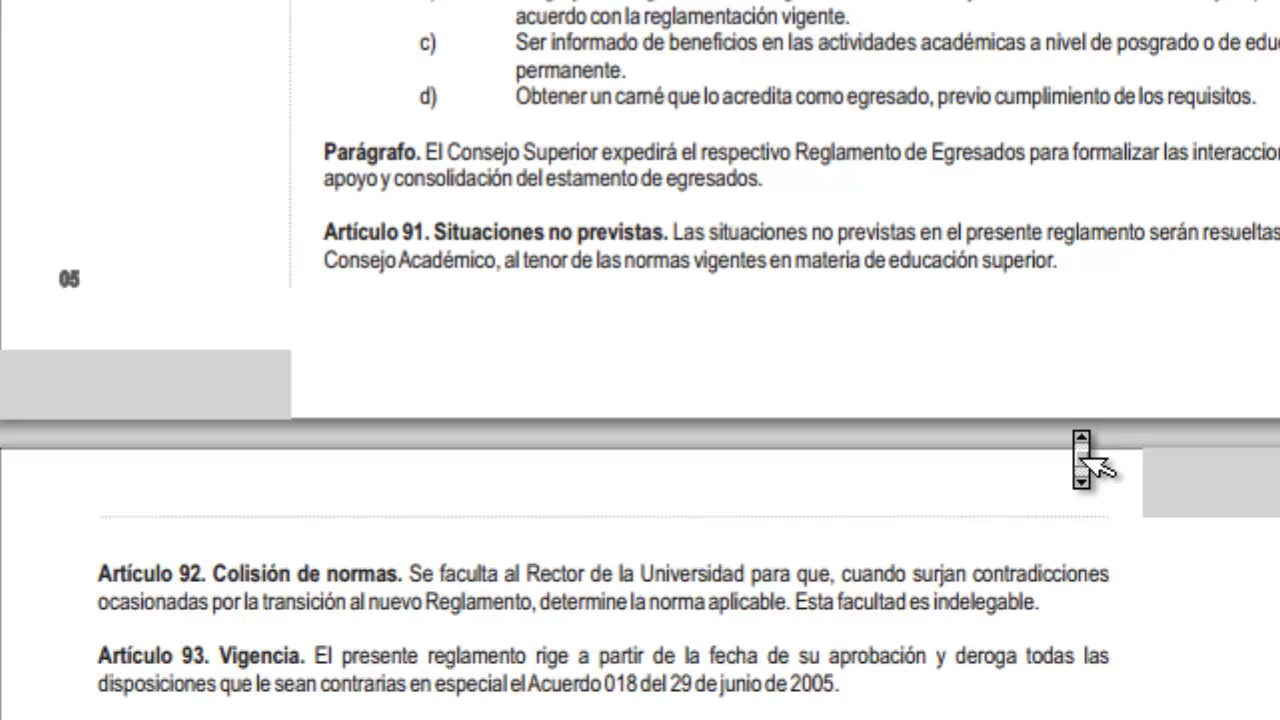 acuerdo con la reglamentación vigente.
c) Ser informado de beneficios en las actividades académicas a nivel de posgrado o de
permanente.
d) Obtener un carné que lo acredita como egresado, previo cumplimiento de los requisitos.
Parágrafo. El Consejo Superior expedirá el respectivo Reglamento de Egresados para formalizar las
apoyo y consolidación del estamento de egresados.
Artículo 91. Situaciones no previstas. Las situaciones no previstas en el presente reglamento serán resueltas
Consejo Académico, al tenor de las normas vigentes en materia de educación superior.
05
Artículo 92. Colisión de normas. Se faculta al Rector de la Universidad para que, cuando surjan contradicciones
ocasionadas por la transición al nuevo Reglamento, determine la norma aplicable. Esta facultad es indelegable.
Artículo 93. Vigencia. El presente reglamento rige a partir de la fecha de su aprobación y deroga todas las
disposiciones que le sean contrarias en especial el Acuerdo 018 del 29 de junio de 2005.